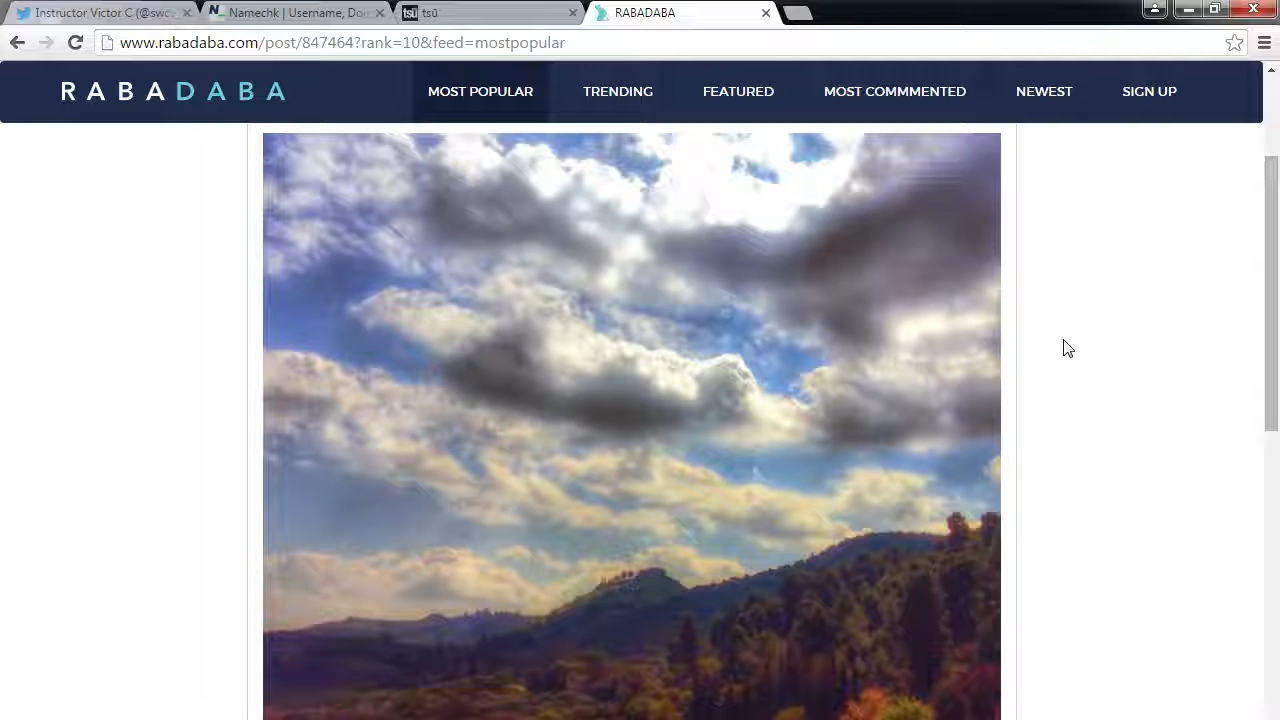 Instructor Victor C (@swc
Namechk | Username, Do
tsū
RABADABA
www.rabadaba.com/post/847464?rank=10&feed=mostpopular
RABADABA
MOST POPULAR
TRENDING
FEATURED
MOST COMMMENTED
NEWEST
SIGN UP